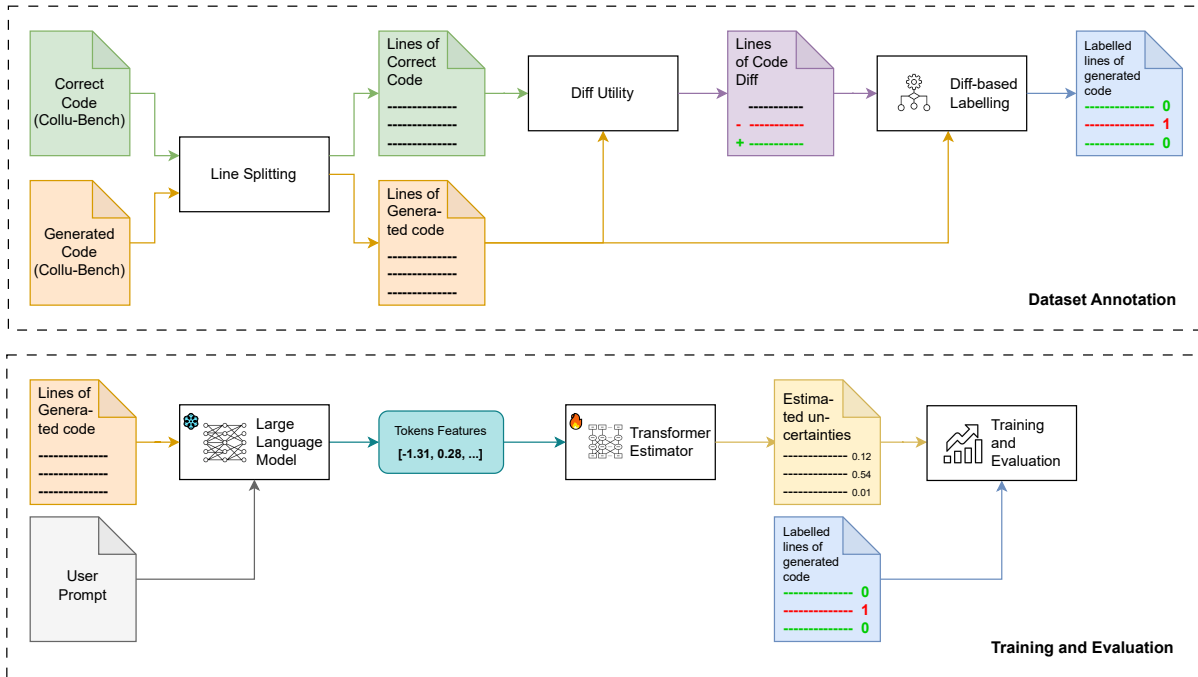 Correct
Code
(Collu-Bench)
Generated
Code
(Collu-Bench)
Line Splitting
Lines of
Correct
Code
--------------
--------------
--------------
Lines of
Genera-
ted code
--------------
--------------
--------------
Diff Utility
Lines
of Code
Diff
-----------
- -----------
+ -----------
Diff-based
Labelling
Labelled
lines of
generated
code
-------------- 0
-------------- 1
-------------- 0
Dataset Annotation
Lines of
Genera-
ted code
--------------
--------------
--------------
User
Prompt
Large
Language
Model
Tokens Features
[-1.31, 0.28, ...]
Transformer
Estimator
Estima-
ted un-
certainties
------------- 0.12
------------- 0.54
------------- 0.01
Labelled
lines of
generated
code
-------------- 0
-------------- 1
-------------- 0
Training
and
Evaluation
Training and Evaluation